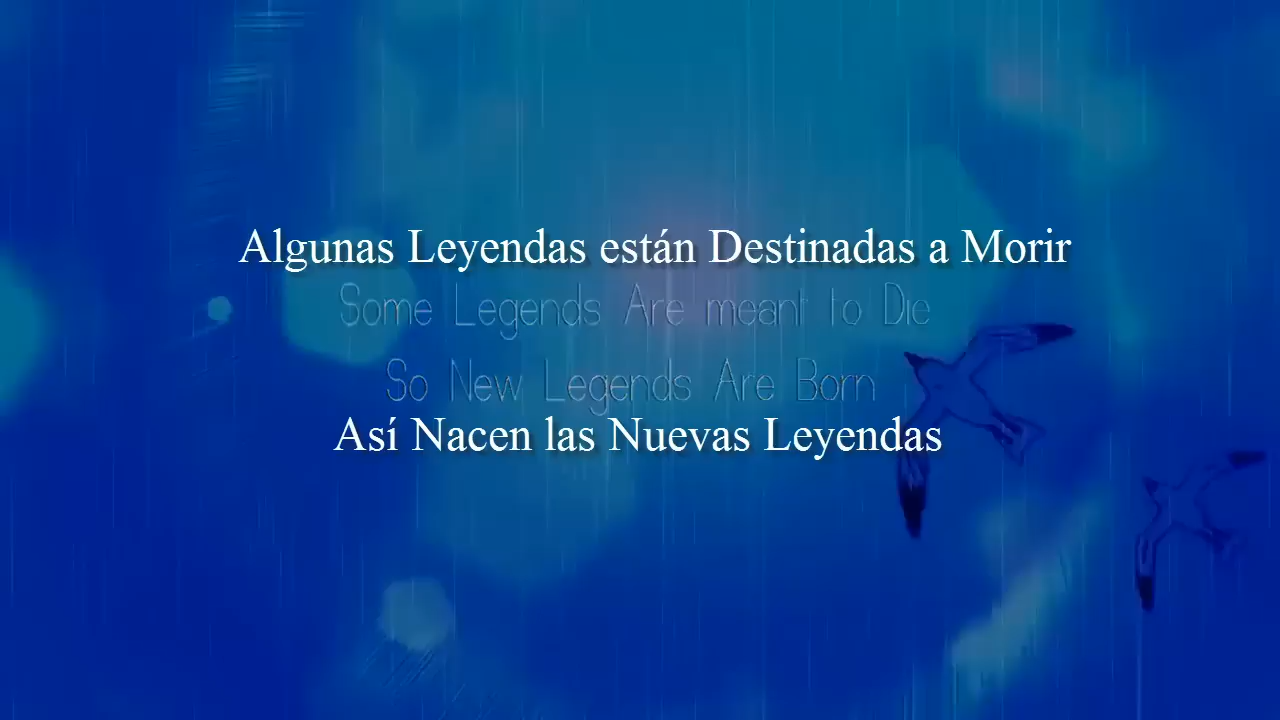 Algunas Leyendas están Destinadas a Morir
Some Legends Are meant to Die
So New Legends Are Born
Así Nacen las Nuevas Leyendas